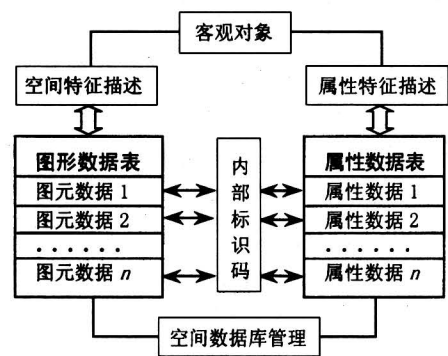 客观对象
空间特征描述
属性特征描述
图形数据表
图元数据 1
图元数据 2
. . . . . .
图元数据 n
内部标识码
属性数据表
属性数据 1
属性数据 2
. . . . . .
属性数据 n
空间数据库管理